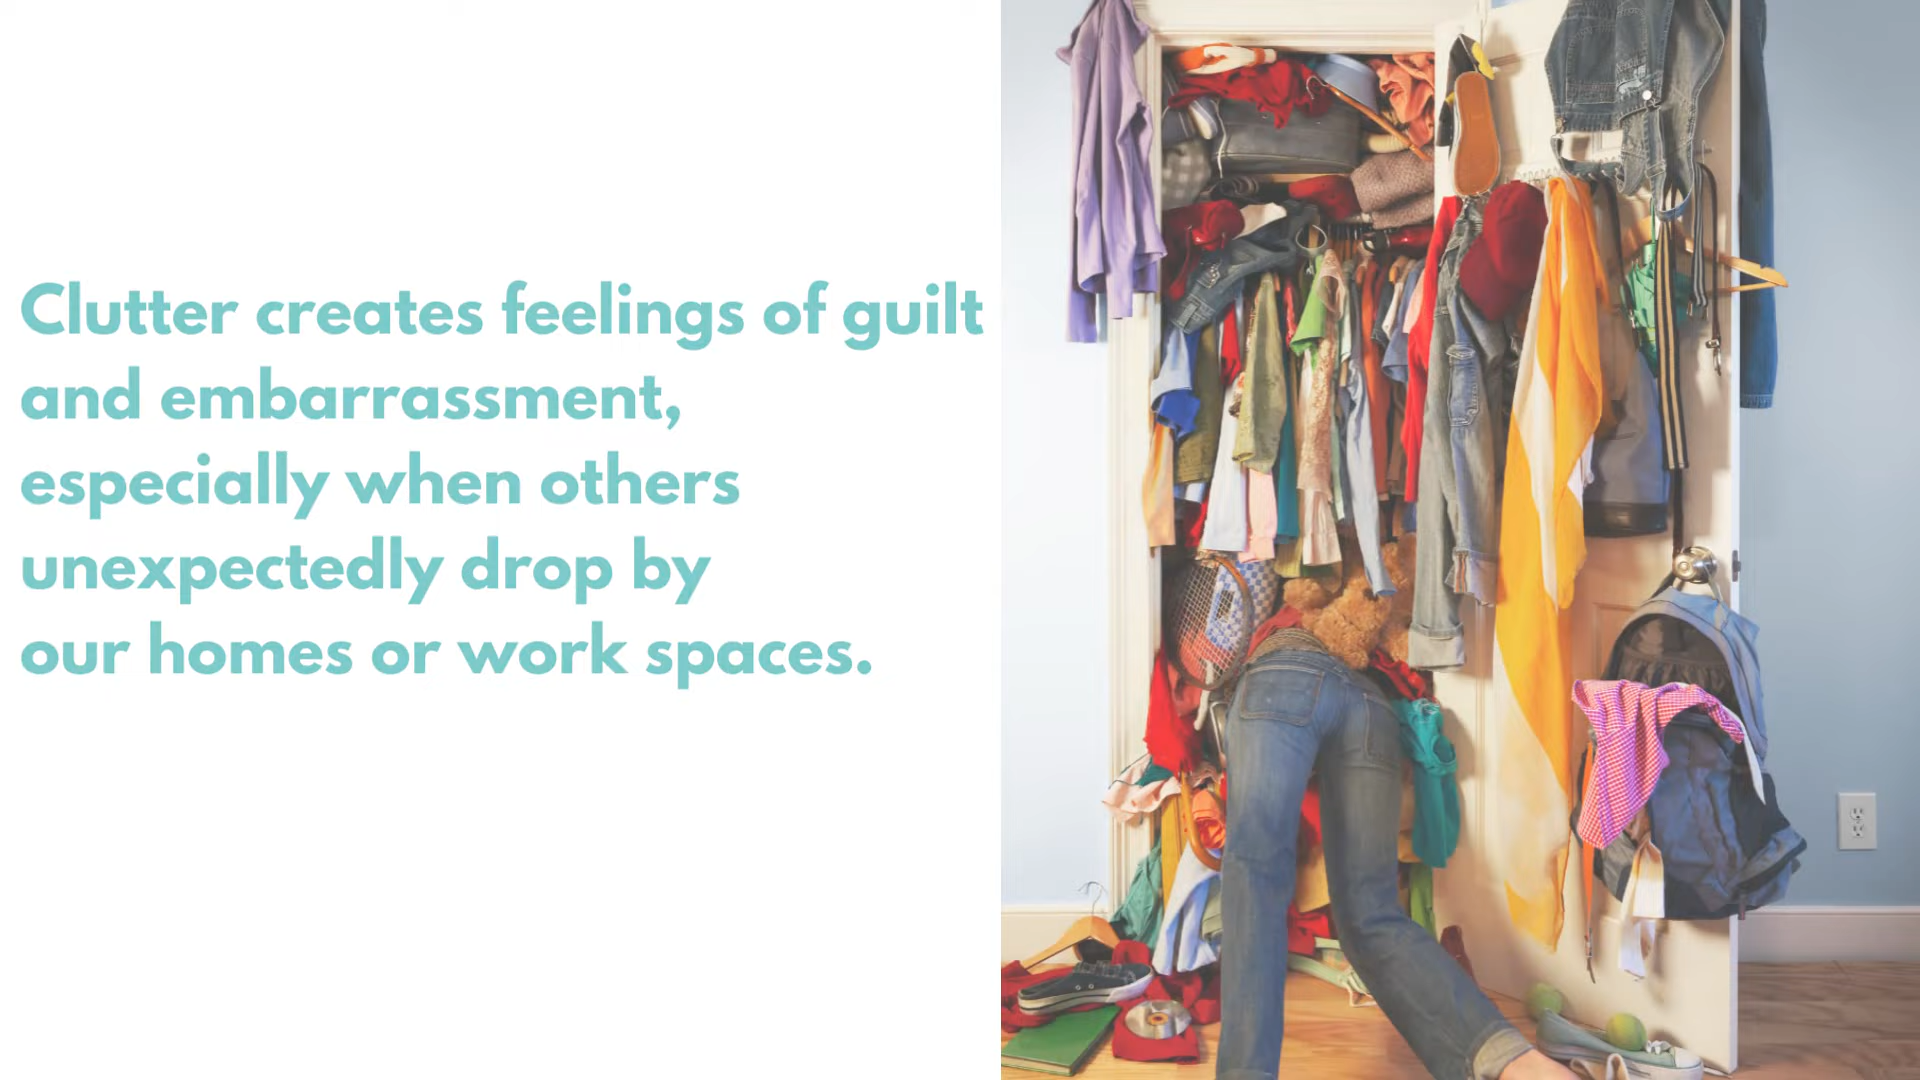 Clutter creates feelings of guilt
and embarrassment,
especially when others
unexpectedly drop by
our homes or work spaces.